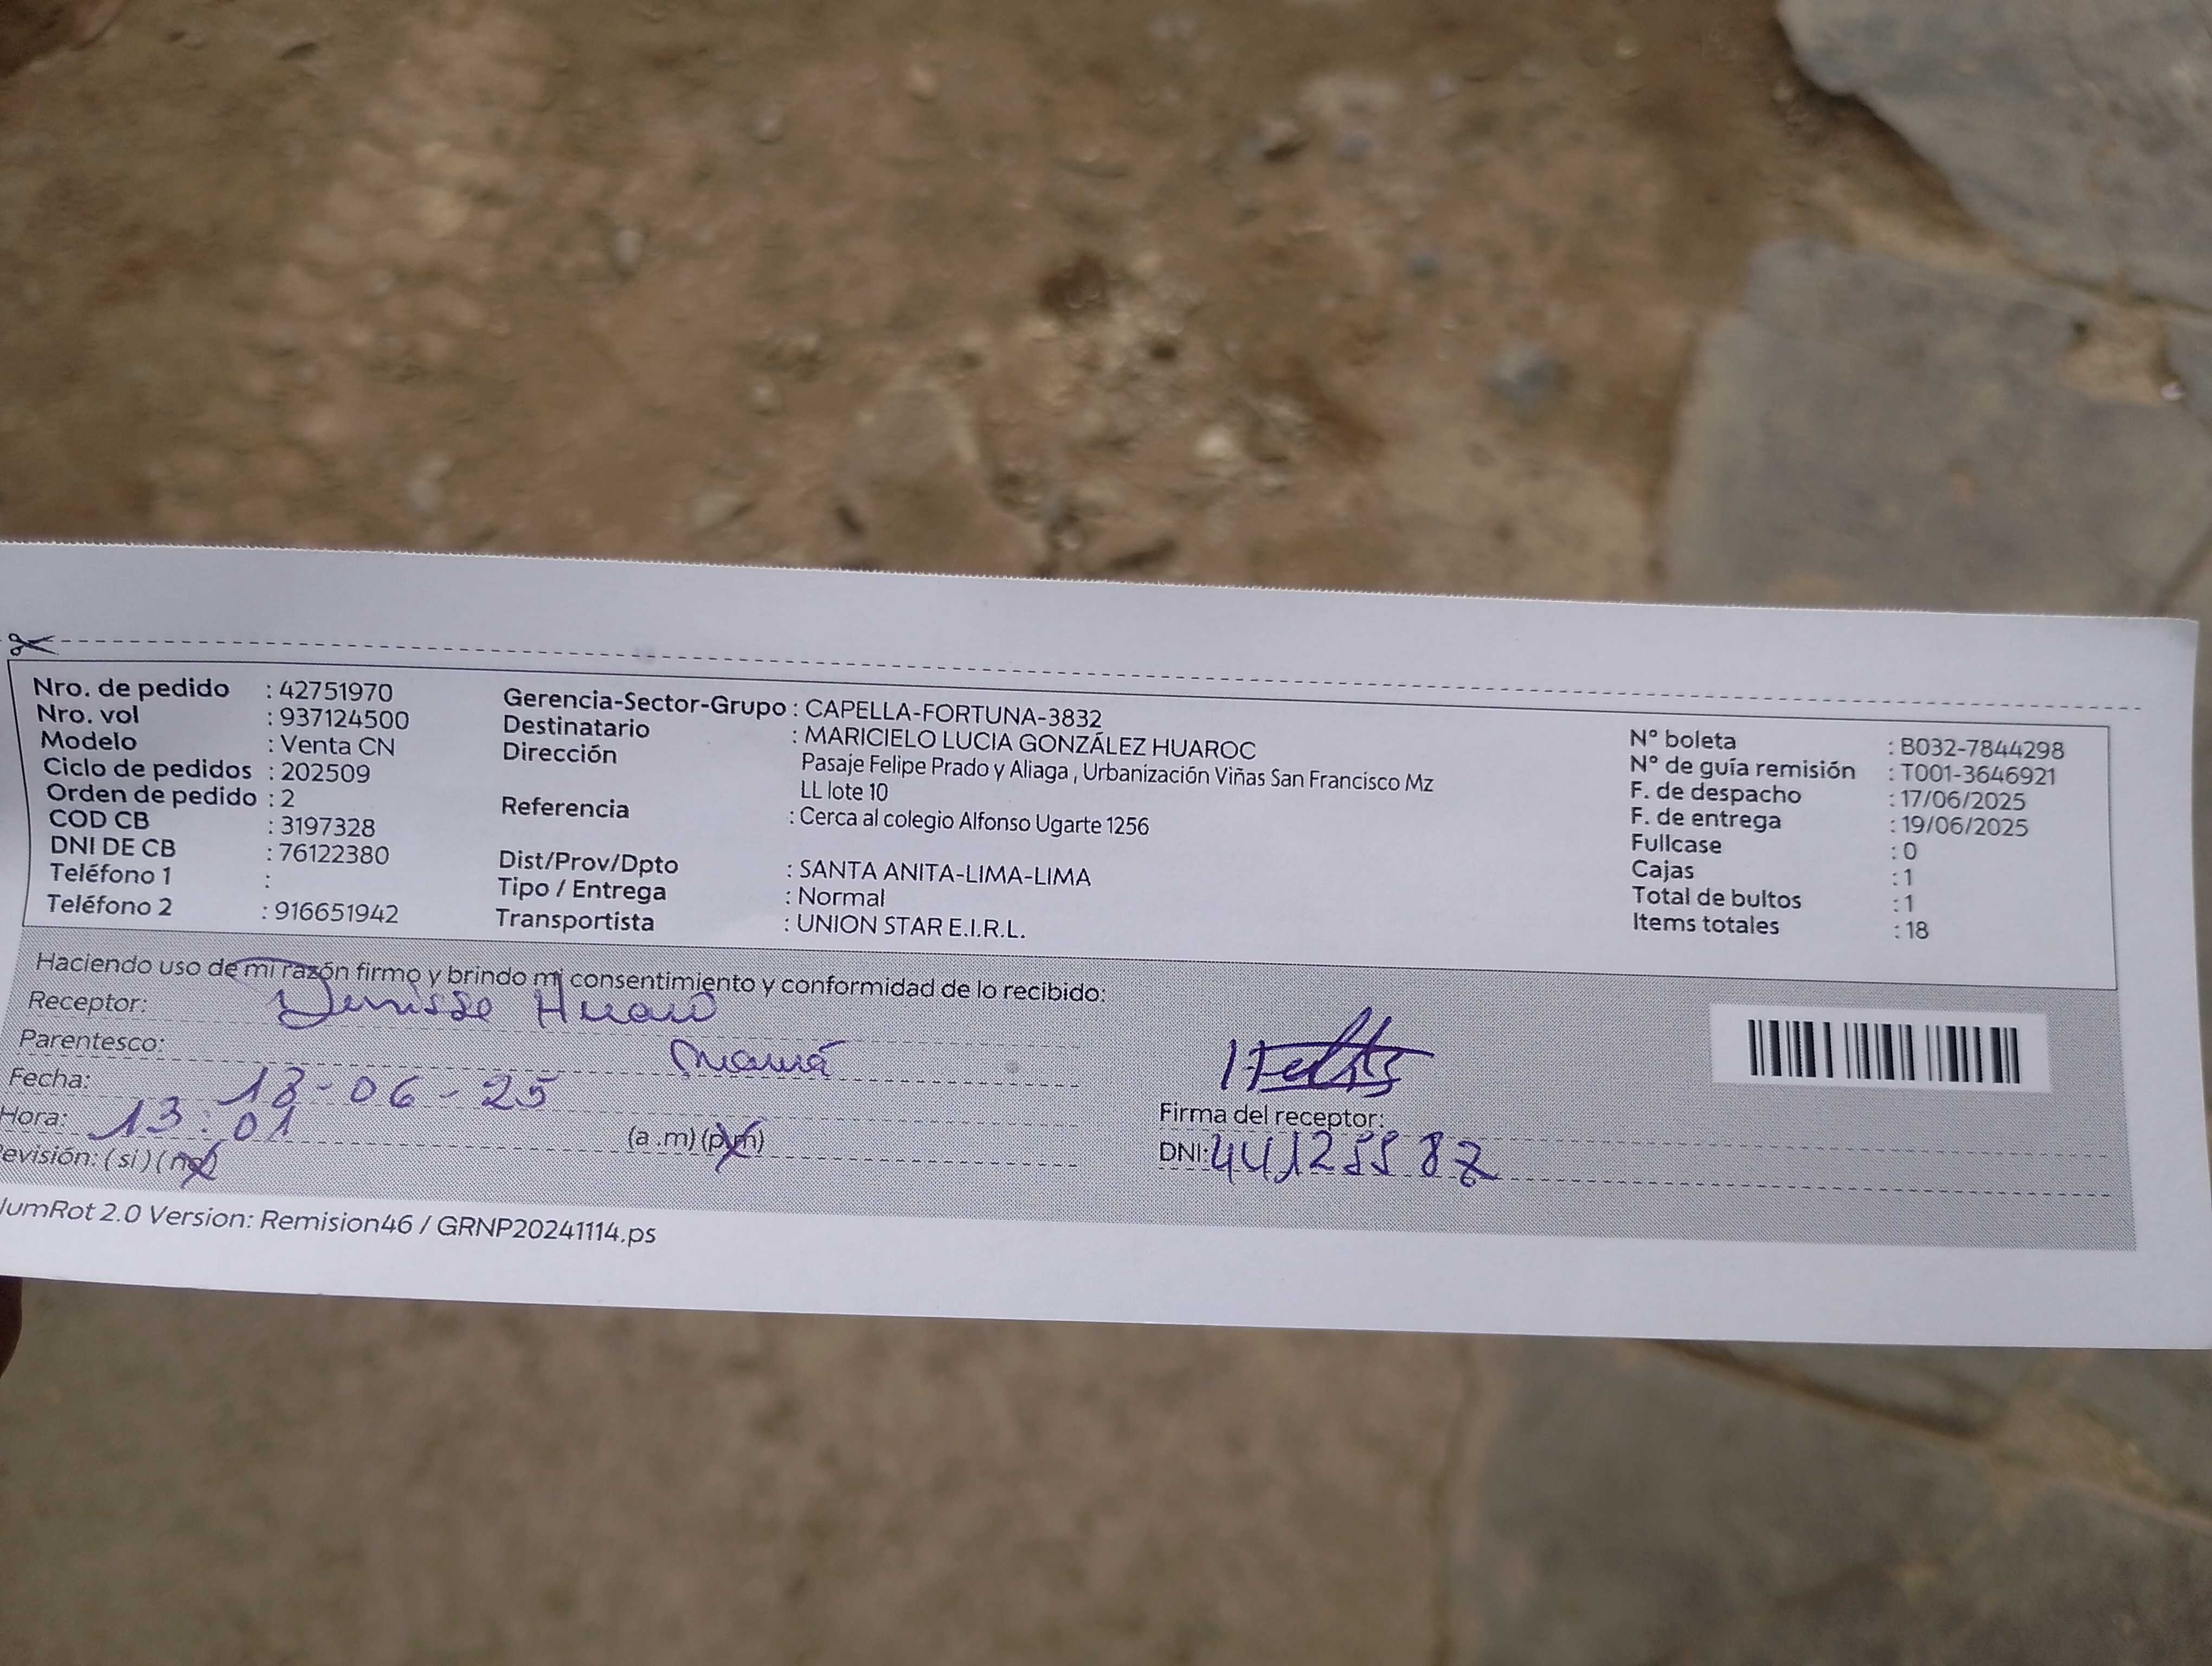 Nro. de pedido : 42751970
Nro. vol : 937124500
Modelo : Venta CN
Ciclo de pedidos : 202509
Orden de pedido : 2
COD CB : 3197328
DNI DE CB : 76122380
Teléfono 1 :
Teléfono 2 : 916651942
Gerencia-Sector-Grupo : CAPELLA-FORTUNA-3832
Destinatario : MARICIELO LUCIA GONZÁLEZ HUAROC
Dirección Pasaje Felipe Prado y Aliaga , Urbanización Viñas San Francisco Mz
LL lote 10
Referencia : Cerca al colegio Alfonso Ugarte 1256
Dist/Prov/Dpto : SANTA ANITA-LIMA-LIMA
Tipo / Entrega : Normal
Transportista : UNION STAR E.I.R.L.
N° boleta : B032-7844298
N° de guía remisión : T001-3646921
F. de despacho : 17/06/2025
F. de entrega : 19/06/2025
Fullcase : 0
Cajas : 1
Total de bultos : 1
Items totales : 18
Haciendo uso de mi razón firmo y brindo mi consentimiento y conformidad de lo recibido:
Receptor: Denisse
Parentesco: mamá
Fecha: 18-06-25
Hora: 13:01 (a.m) (p.m)
evisión: (si) (no)
Firma del receptor:
DNI:
umRot 2.0 Version: Remision46 / GRNP20241114.ps